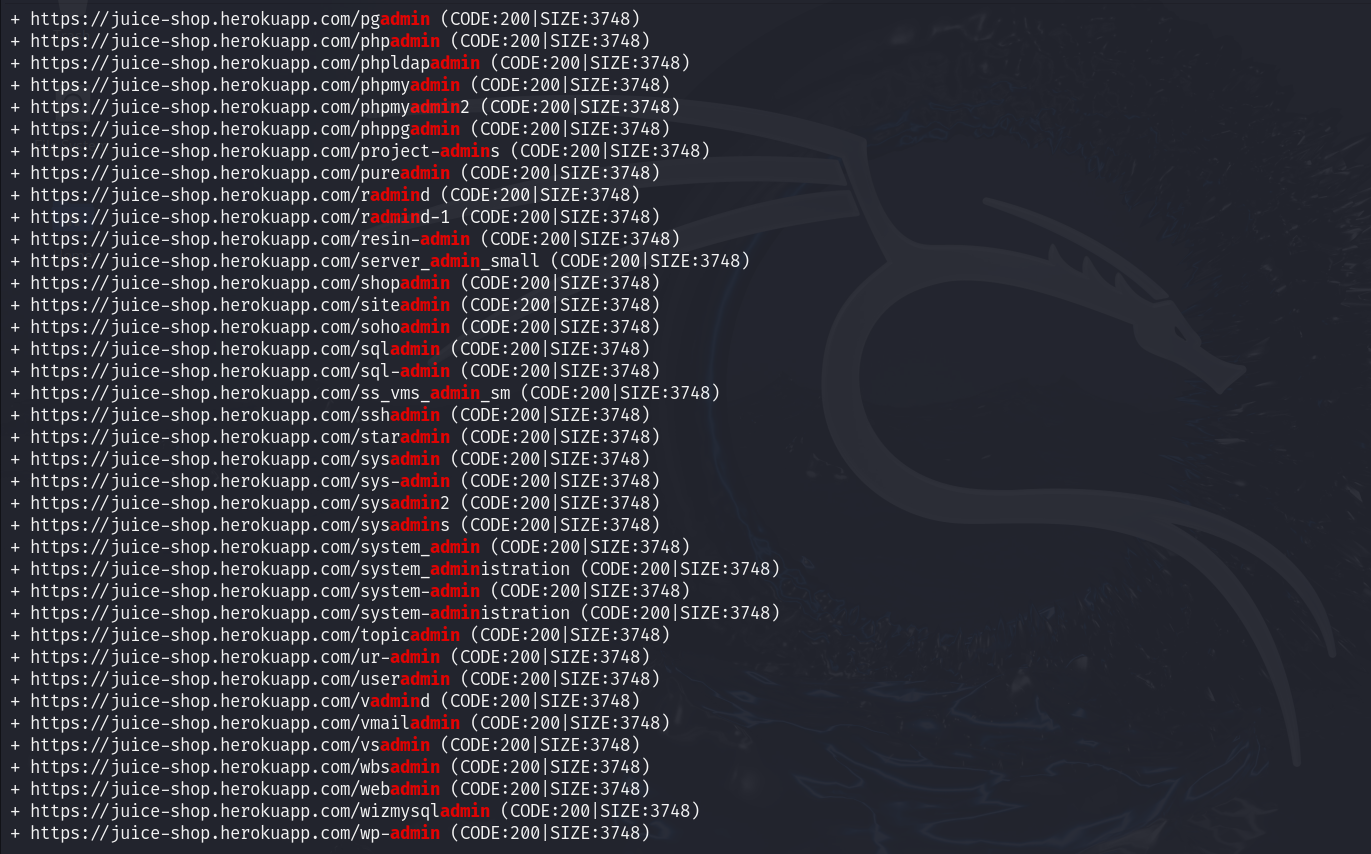 + https://juice-shop.herokuapp.com/pgadmin (CODE:200|SIZE:3748)
+ https://juice-shop.herokuapp.com/phpadmin (CODE:200|SIZE:3748)
+ https://juice-shop.herokuapp.com/phpldapadmin (CODE:200|SIZE:3748)
+ https://juice-shop.herokuapp.com/phpmyadmin (CODE:200|SIZE:3748)
+ https://juice-shop.herokuapp.com/phpmyadmin2 (CODE:200|SIZE:3748)
+ https://juice-shop.herokuapp.com/phppgadmin (CODE:200|SIZE:3748)
+ https://juice-shop.herokuapp.com/project-admins (CODE:200|SIZE:3748)
+ https://juice-shop.herokuapp.com/pureadmin (CODE:200|SIZE:3748)
+ https://juice-shop.herokuapp.com/radmind (CODE:200|SIZE:3748)
+ https://juice-shop.herokuapp.com/radmind-1 (CODE:200|SIZE:3748)
+ https://juice-shop.herokuapp.com/resin-admin (CODE:200|SIZE:3748)
+ https://juice-shop.herokuapp.com/server_admin_small (CODE:200|SIZE:3748)
+ https://juice-shop.herokuapp.com/shopadmin (CODE:200|SIZE:3748)
+ https://juice-shop.herokuapp.com/siteadmin (CODE:200|SIZE:3748)
+ https://juice-shop.herokuapp.com/sohoadmin (CODE:200|SIZE:3748)
+ https://juice-shop.herokuapp.com/sqladmin (CODE:200|SIZE:3748)
+ https://juice-shop.herokuapp.com/sql-admin (CODE:200|SIZE:3748)
+ https://juice-shop.herokuapp.com/ss_vms_admin_sm (CODE:200|SIZE:3748)
+ https://juice-shop.herokuapp.com/sshadmin (CODE:200|SIZE:3748)
+ https://juice-shop.herokuapp.com/staradmin (CODE:200|SIZE:3748)
+ https://juice-shop.herokuapp.com/sysadmin (CODE:200|SIZE:3748)
+ https://juice-shop.herokuapp.com/sys-admin (CODE:200|SIZE:3748)
+ https://juice-shop.herokuapp.com/sysadmin2 (CODE:200|SIZE:3748)
+ https://juice-shop.herokuapp.com/sysadmins (CODE:200|SIZE:3748)
+ https://juice-shop.herokuapp.com/system_admin (CODE:200|SIZE:3748)
+ https://juice-shop.herokuapp.com/system_administration (CODE:200|SIZE:3748)
+ https://juice-shop.herokuapp.com/system-admin (CODE:200|SIZE:3748)
+ https://juice-shop.herokuapp.com/system-administration (CODE:200|SIZE:3748)
+ https://juice-shop.herokuapp.com/topicadmin (CODE:200|SIZE:3748)
+ https://juice-shop.herokuapp.com/ur-admin (CODE:200|SIZE:3748)
+ https://juice-shop.herokuapp.com/useradmin (CODE:200|SIZE:3748)
+ https://juice-shop.herokuapp.com/vadmind (CODE:200|SIZE:3748)
+ https://juice-shop.herokuapp.com/vmailadmin (CODE:200|SIZE:3748)
+ https://juice-shop.herokuapp.com/vsadmin (CODE:200|SIZE:3748)
+ https://juice-shop.herokuapp.com/wbsadmin (CODE:200|SIZE:3748)
+ https://juice-shop.herokuapp.com/webadmin (CODE:200|SIZE:3748)
+ https://juice-shop.herokuapp.com/wizmysqladmin (CODE:200|SIZE:3748)
+ https://juice-shop.herokuapp.com/wp-admin (CODE:200|SIZE:3748)